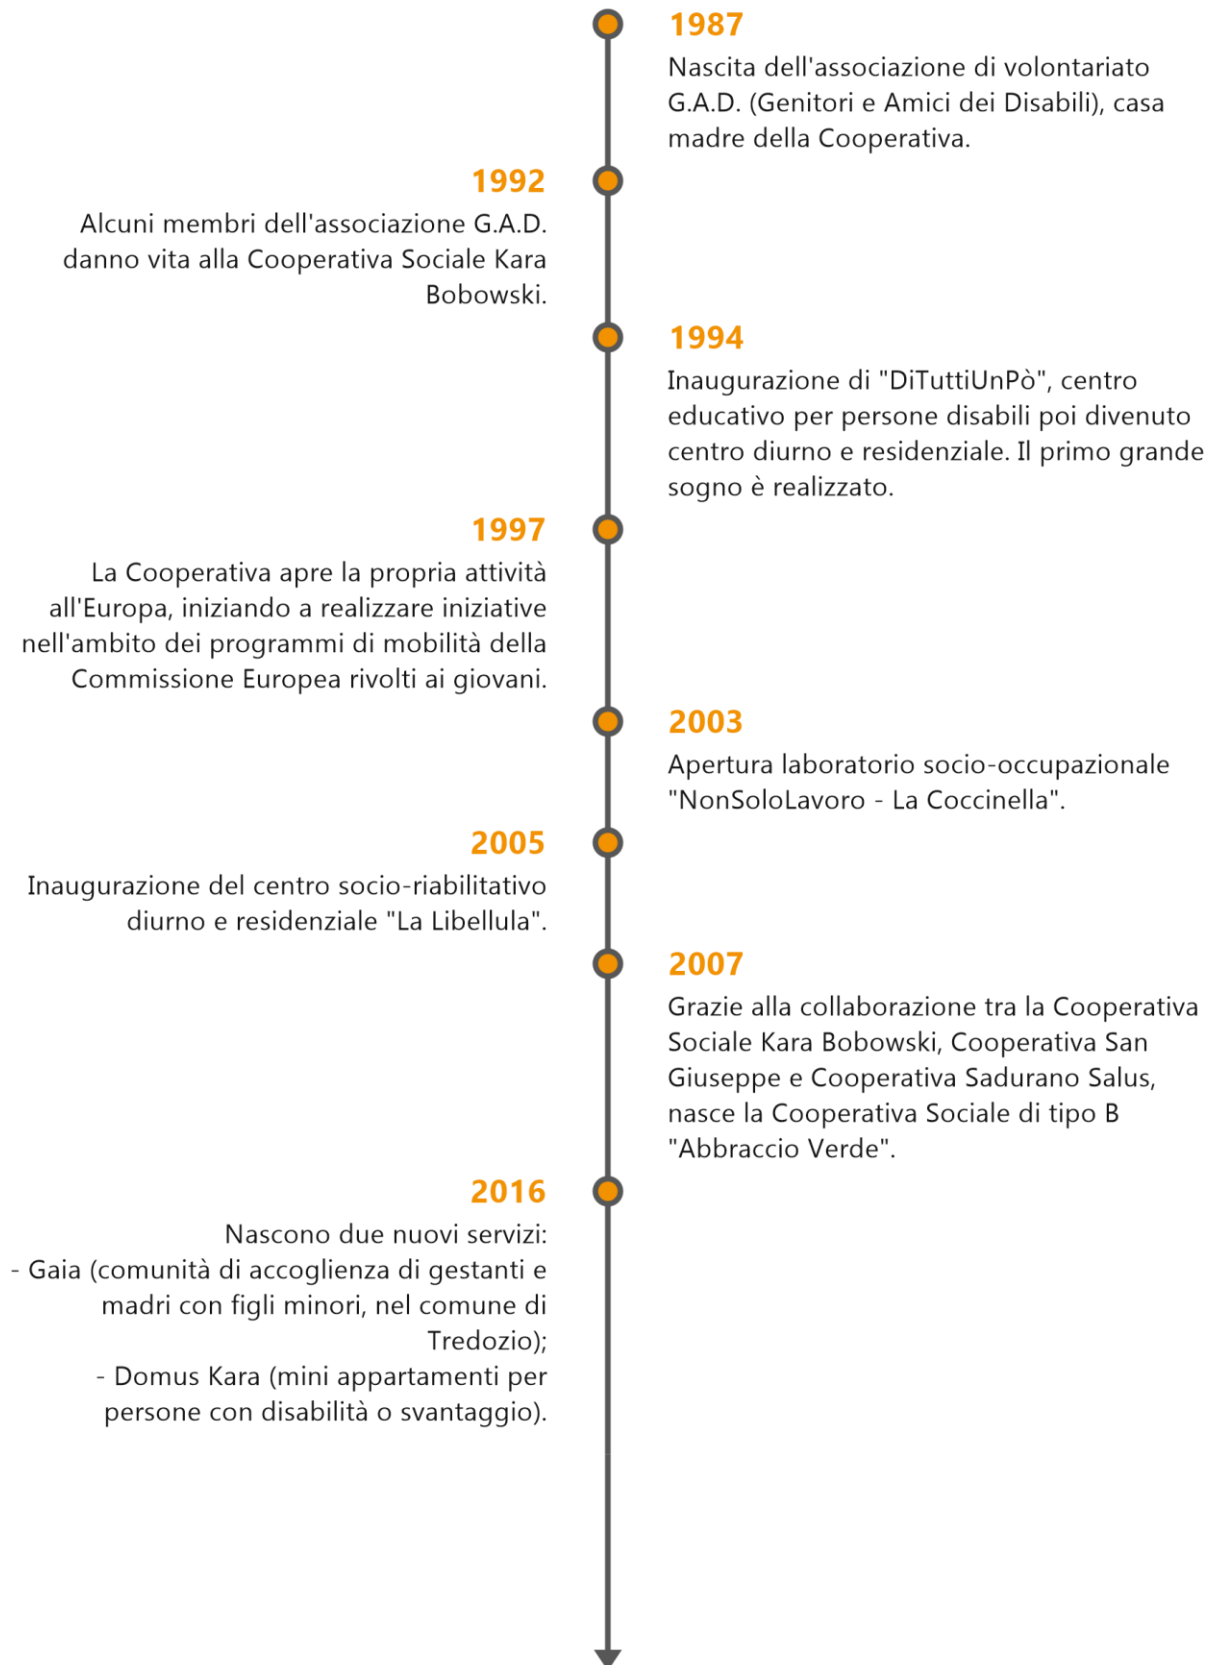 1987
Nascita dell'associazione di volontariato
G.A.D. (Genitori e Amici dei Disabili), casa
madre della Cooperativa.
1992
Alcuni membri dell'associazione G.A.D.
danno vita alla Cooperativa Sociale Kara
Bobowski.
1994
Inaugurazione di "DiTuttiUnPò", centro
educativo per persone disabili poi divenuto
centro diurno e residenziale. Il primo grande
sogno è realizzato.
1997
La Cooperativa apre la propria attività
all'Europa, iniziando a realizzare iniziative
nell'ambito dei programmi di mobilità della
Commissione Europea rivolti ai giovani.
2003
Apertura laboratorio socio-occupazionale
"NonSoloLavoro - La Coccinella".
2005
Inaugurazione del centro socio-riabilitativo
diurno e residenziale "La Libellula".
2007
Grazie alla collaborazione tra la Cooperativa
Sociale Kara Bobowski, Cooperativa San
Giuseppe e Cooperativa Sadurano Salus,
nasce la Cooperativa Sociale di tipo B
"Abbraccio Verde".
2016
Nascono due nuovi servizi:
- Gaia (comunità di accoglienza di gestanti e
madri con figli minori, nel comune di
Tredozio);
- Domus Kara (mini appartamenti per
persone con disabilità o svantaggio).